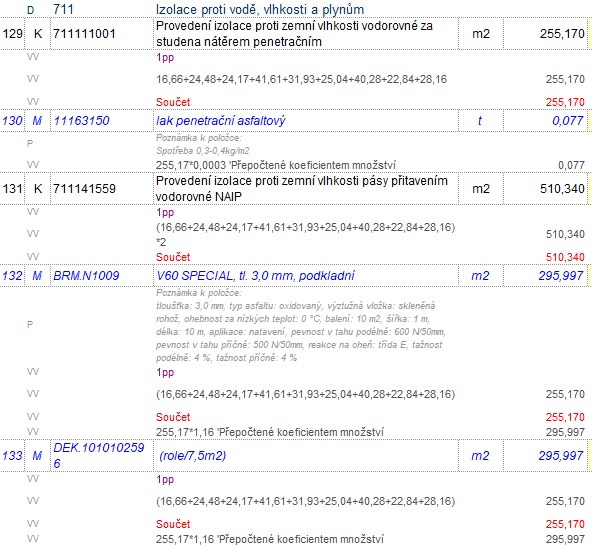 D 711 Izolace proti vodě, vlhkosti a plynům
129 K 711111001 Provedení izolace proti zemní vlhkosti vodorovné za studena nátěrem penetračním m2 255,170
VV 1pp
VV 16,66+24,48+24,17+41,61+31,93+25,04+40,28+22,84+28,16 255,170
VV Součet 255,170
130 M 11163150 lak penetrační asfaltový t 0,077
P Poznámka k položce:
Spotřeba 0,3-0,4kg/m2
VV 255,17*0,0003 'Přepočtené koeficientem množství 0,077
131 K 711141559 Provedení izolace proti zemní vlhkosti pásy přitavením vodorovné NAIP m2 510,340
VV 1pp
VV (16,66+24,48+24,17+41,61+31,93+25,04+40,28+22,84+28,16)
*2 510,340
VV Součet 510,340
132 M BRM.N1009 V60 SPECIAL, tl. 3,0 mm, podkladní m2 295,997
P Poznámka k položce:
tloušťka: 3,0 mm, typ asfaltu: oxidovaný, výztužná vložka: skleněná
rohož, ohebnost za nízkých teplot: 0 °C, balení: 10 m2, šířka: 1 m,
délka: 10 m, aplikace: natavení, pevnost v tahu podélně: 600 N/50mm,
pevnost v tahu příčně: 500 N/50mm, reakce na oheň: třída E, tažnost
podélně: 4 %, tažnost příčně: 4 %
VV 1pp
VV (16,66+24,48+24,17+41,61+31,93+25,04+40,28+22,84+28,16) 255,170
VV Součet 255,170
VV 255,17*1,16 'Přepočtené koeficientem množství 295,997
133 M DEK.1010102596 (role/7,5m2) m2 295,997
VV 1pp
VV (16,66+24,48+24,17+41,61+31,93+25,04+40,28+22,84+28,16) 255,170
VV Součet 255,170
VV 255,17*1,16 'Přepočtené koeficientem množství 295,997